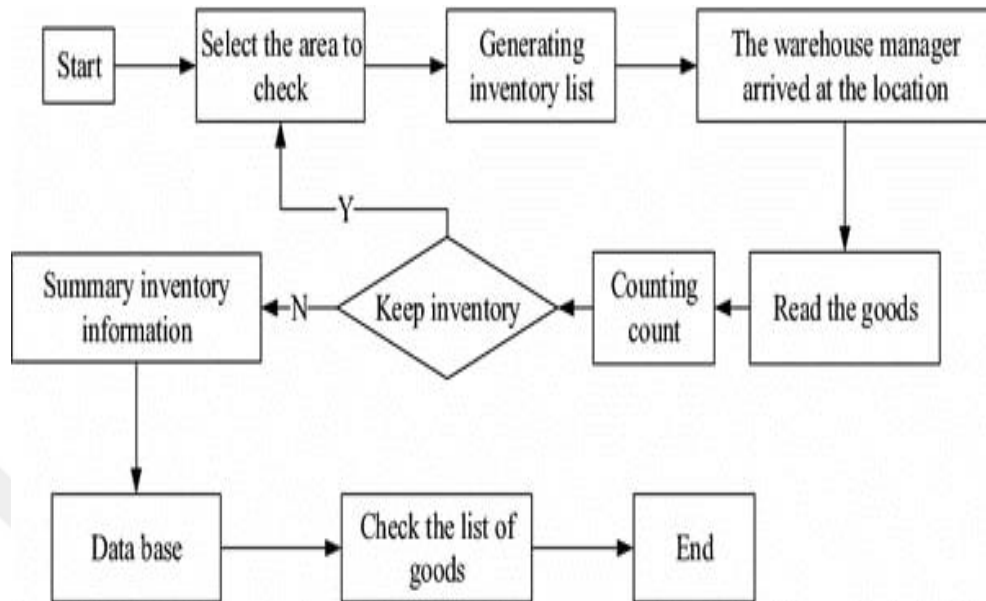 Start
Select the area to
check
Generating
inventory list
The warehouse manager
arrived at the location
Y
Summary inventory
information
N
Keep inventory
Counting
count
Read the goods
Data base
Check the list of
goods
End